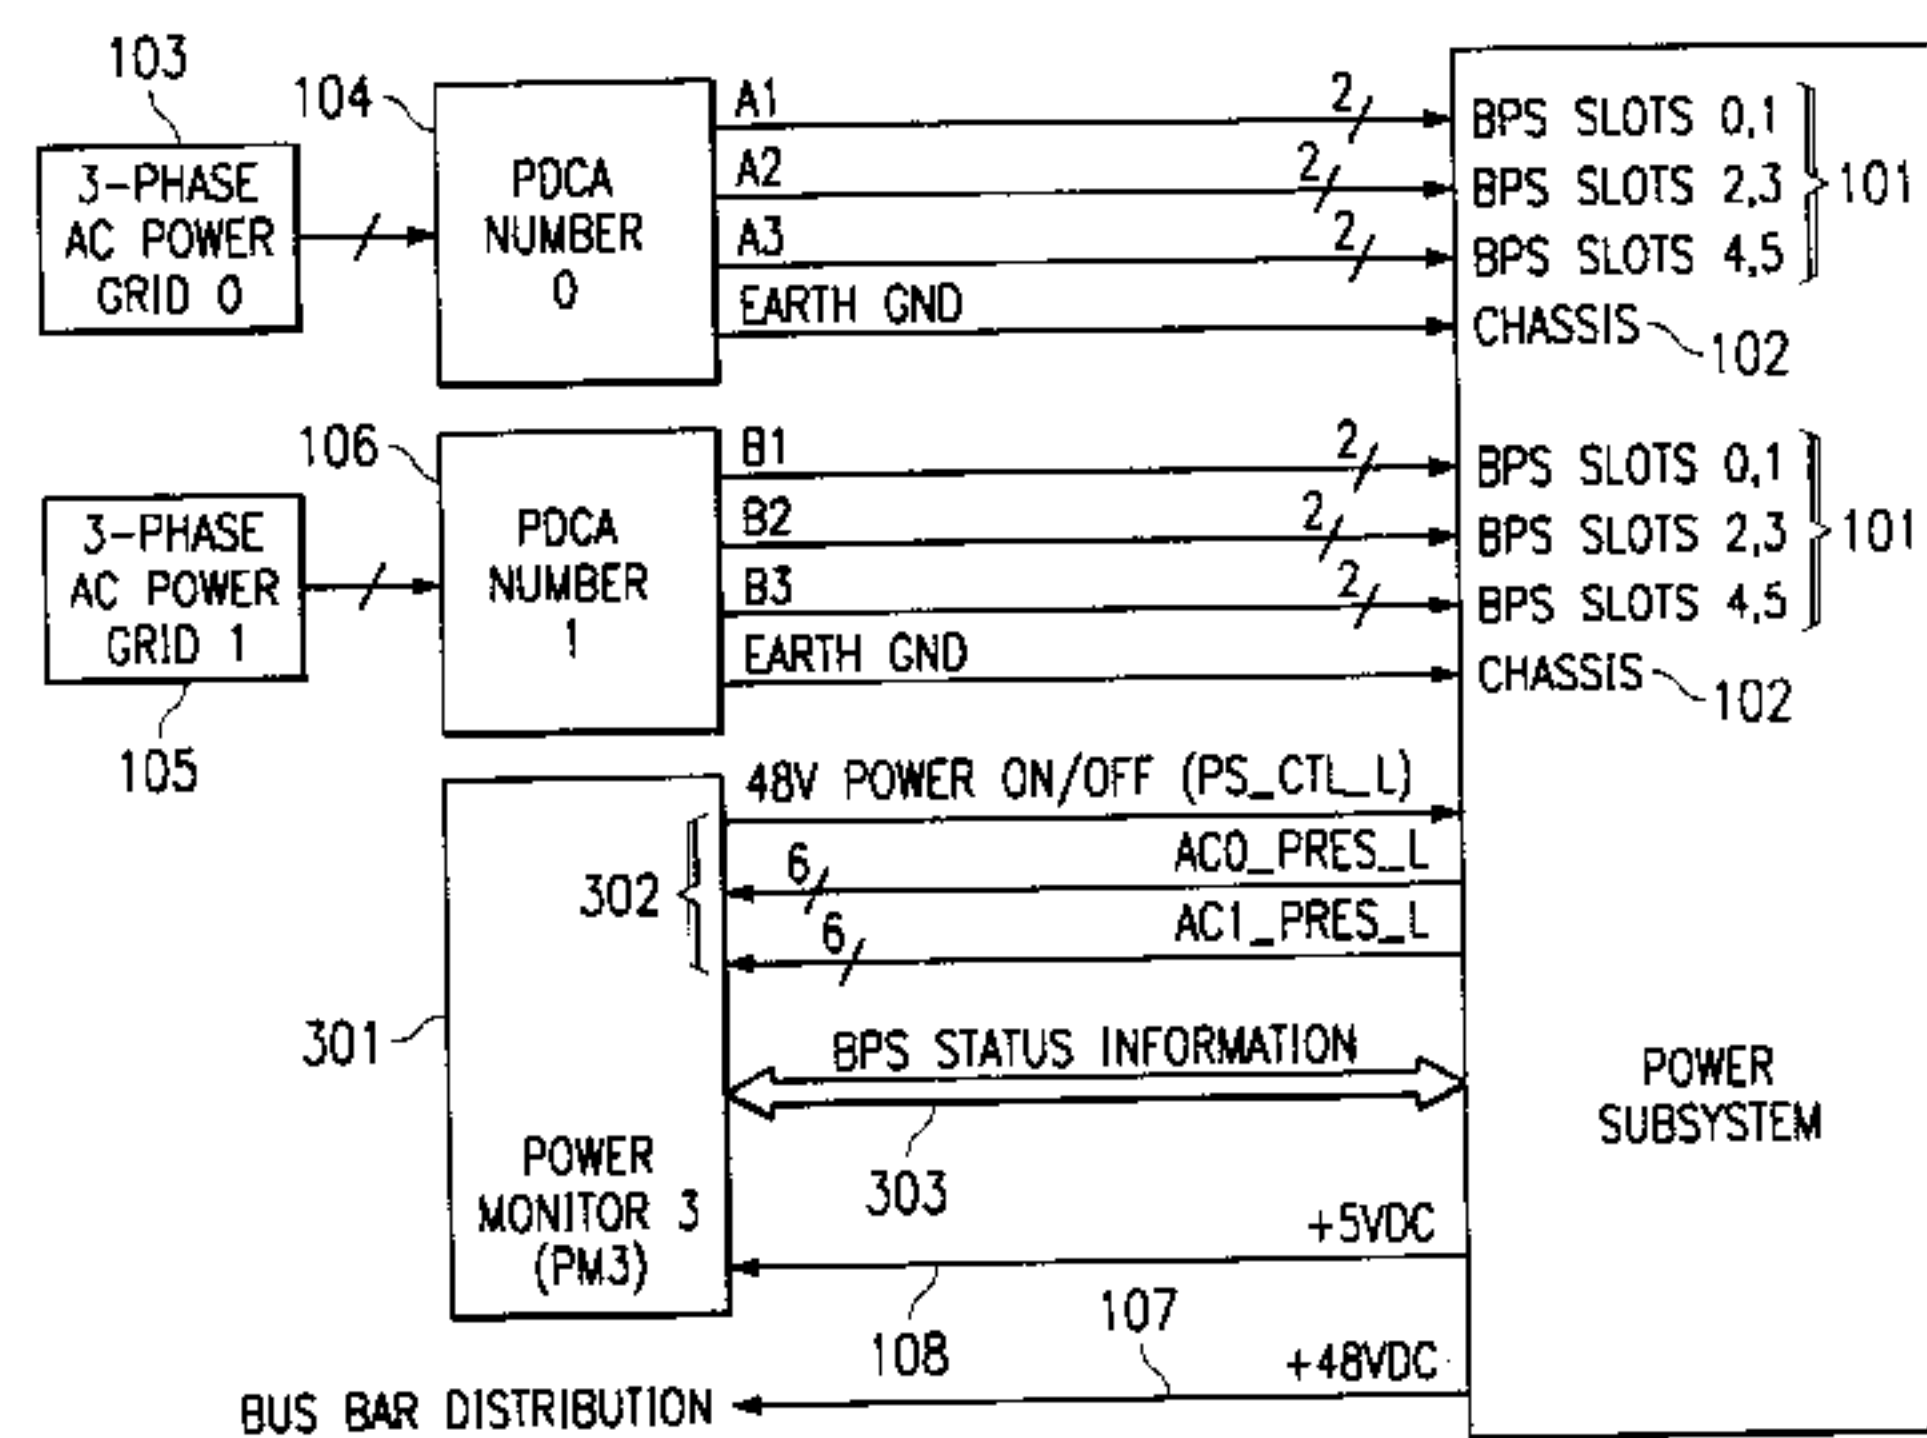 103
104
3-PHASE
AC POWER
GRID 0
PDCA
NUMBER
0
A1
2
BPS SLOTS 0,1
A2
2
BPS SLOTS 2,3
101
A3
2
BPS SLOTS 4,5
EARTH GND
CHASSIS
102
106
3-PHASE
AC POWER
GRID 1
105
PDCA
NUMBER
1
B1
2
BPS SLOTS 0,1
B2
2
BPS SLOTS 2,3
101
B3
2
BPS SLOTS 4,5
EARTH GND
CHASSIS
102
48V POWER ON/OFF (PS_CTL_L)
302
6
AC0_PRES_L
6
AC1_PRES_L
301
BPS STATUS INFORMATION
303
POWER
MONITOR 3
(PM3)
POWER
SUBSYSTEM
+5VDC
108
107
+48VDC
BUS BAR DISTRIBUTION